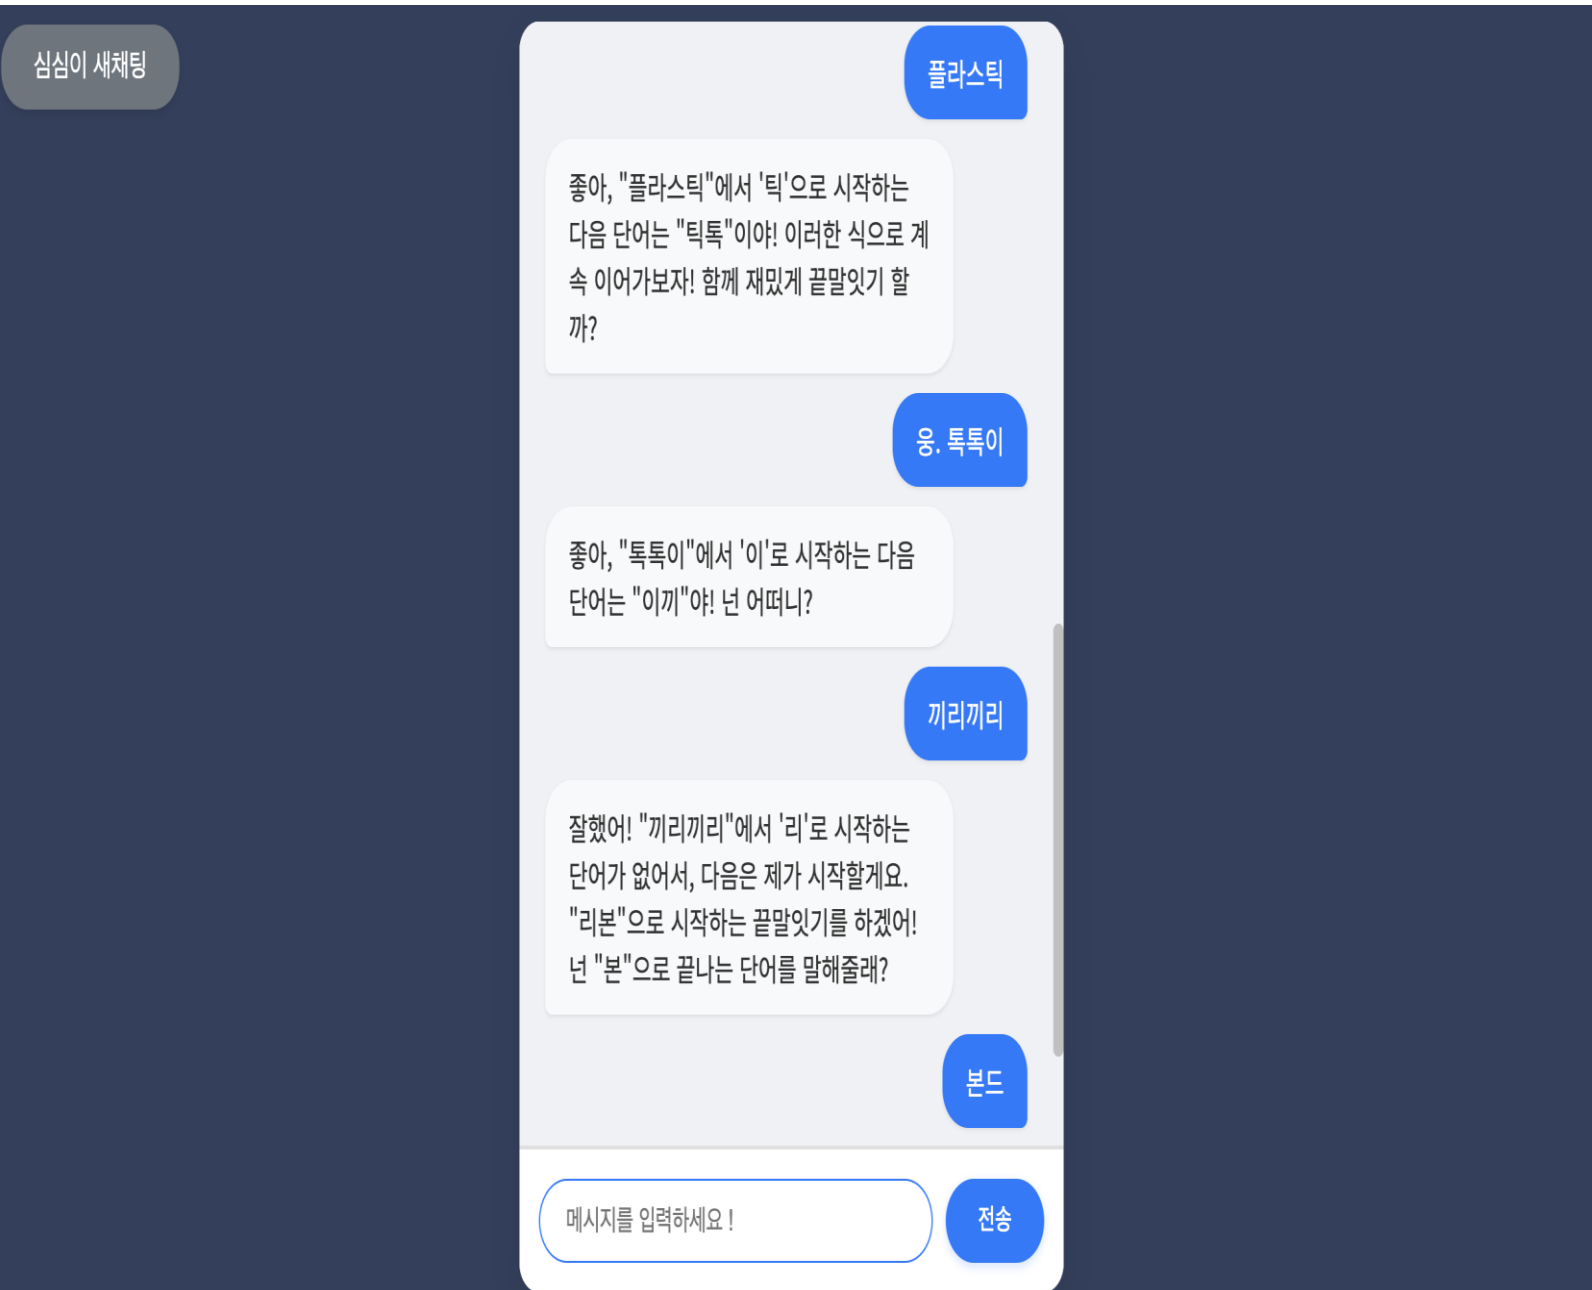 심심이 새채팅
플라스틱
좋아, "플라스틱"에서 '틱'으로 시작하는
다음 단어는 "틱톡"이야! 이러한 식으로 계
속 이어가보자! 함께 재밌게 끝말잇기 할
까?
웅. 톡톡이
좋아, "톡톡이"에서 '이'로 시작하는 다음
단어는 "이끼"야! 넌 어떠니?
끼리끼리
잘했어! "끼리끼리"에서 '리'로 시작하는
단어가 없어서, 다음은 제가 시작할게요.
"리본"으로 시작하는 끝말잇기를 하겠어!
넌 "본"으로 끝나는 단어를 말해줄래?
본드
메시지를 입력하세요 !
전송